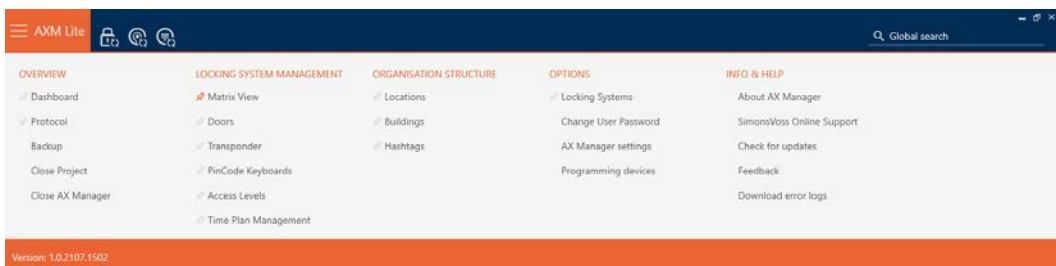 AXM Lite
Global search
OVERVIEW
Dashboard
Protocol
Backup
Close Project
Close AX Manager
LOCKING SYSTEM MANAGEMENT
Matrix View
Doors
Transponder
PinCode Keyboards
Access Levels
Time Plan Management
ORGANISATION STRUCTURE
Locations
Buildings
Hashtags
OPTIONS
Locking Systems
Change User Password
AX Manager settings
Programming devices
INFO & HELP
About AX Manager
SimonsVoss Online Support
Check for updates
Feedback
Download error logs
Version: 1.0.2107.1502